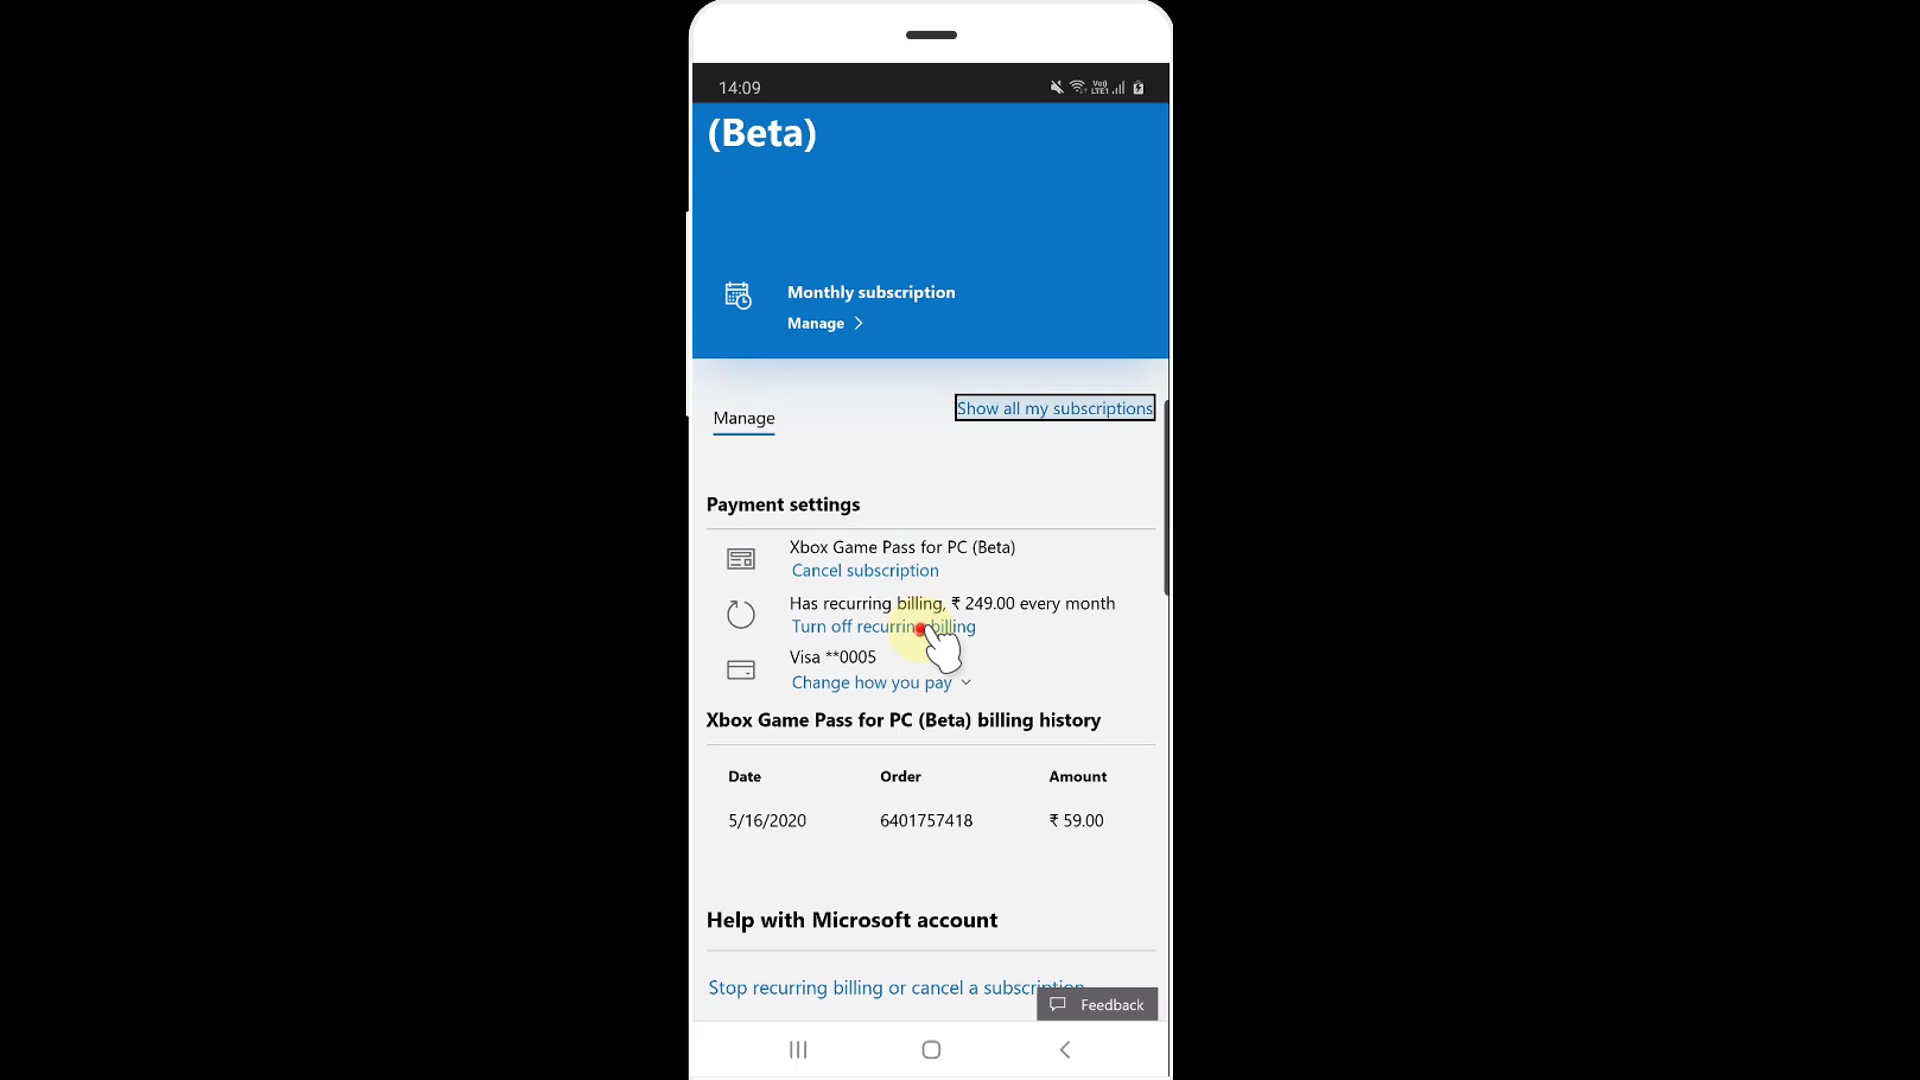 14:09
(Beta)
Monthly subscription
Manage
Manage
Show all my subscriptions
Payment settings
Xbox Game Pass for PC (Beta)
Cancel subscription
Has recurring billing, ₹ 249.00 every month
Turn off recurring billing
Visa **0005
Change how you pay
Xbox Game Pass for PC (Beta) billing history
Date Order Amount
5/16/2020 6401757418 ₹ 59.00
Help with Microsoft account
Stop recurring billing or cancel a subscription
Feedback